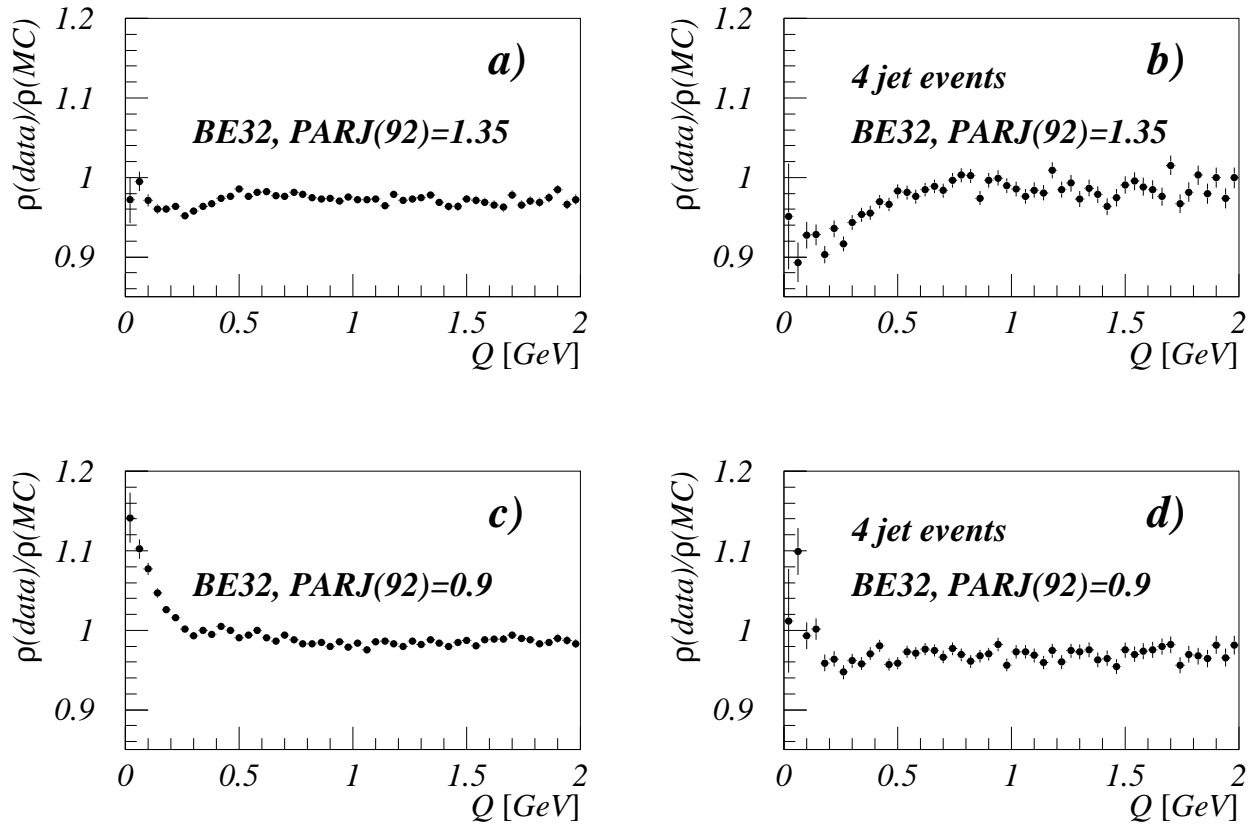 ρ(data)/ρ(MC)
1.2
1.1
1
0.9
a)
BE32, PARJ(92)=1.35
0 0.5 1 1.5 2
Q [GeV]
ρ(data)/ρ(MC)
1.2
1.1
1
0.9
b)
4 jet events
BE32, PARJ(92)=1.35
0 0.5 1 1.5 2
Q [GeV]
ρ(data)/ρ(MC)
1.2
1.1
1
0.9
c)
BE32, PARJ(92)=0.9
0 0.5 1 1.5 2
Q [GeV]
ρ(data)/ρ(MC)
1.2
1.1
1
0.9
d)
4 jet events
BE32, PARJ(92)=0.9
0 0.5 1 1.5 2
Q [GeV]